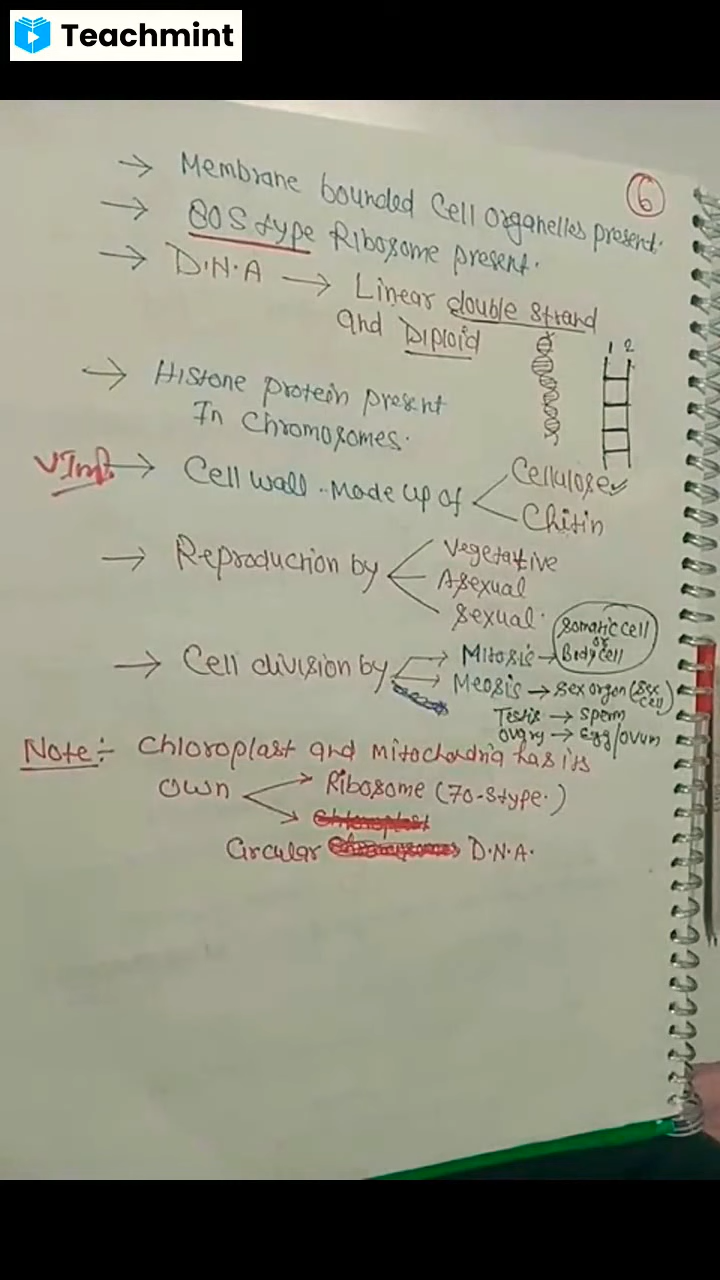 Teachmint
6
→ Membrane bounded Cell organelles present.
→ 80S type Ribosome present.
→ D.N.A → Linear double strand
and Diploid
1 2
→ Histone protein present
In chromosomes.
V Imp. → Cell wall. Made up of Cellulose ✓
Chitin
→ Reproduction by Vegetative
Asexual
Sexual.
→ Cell division by → Mitosis → Somatic cell
or
Body cell
→ Meosis → Sex organ (Sex
cell)
Testis → Sperm
Ovary → Egg/Ovum
Note:- Chloroplast and mitochondria has its
own → Ribosome (70-S type.)
→ Chloroplast
Circular Chromosomes D.N.A.